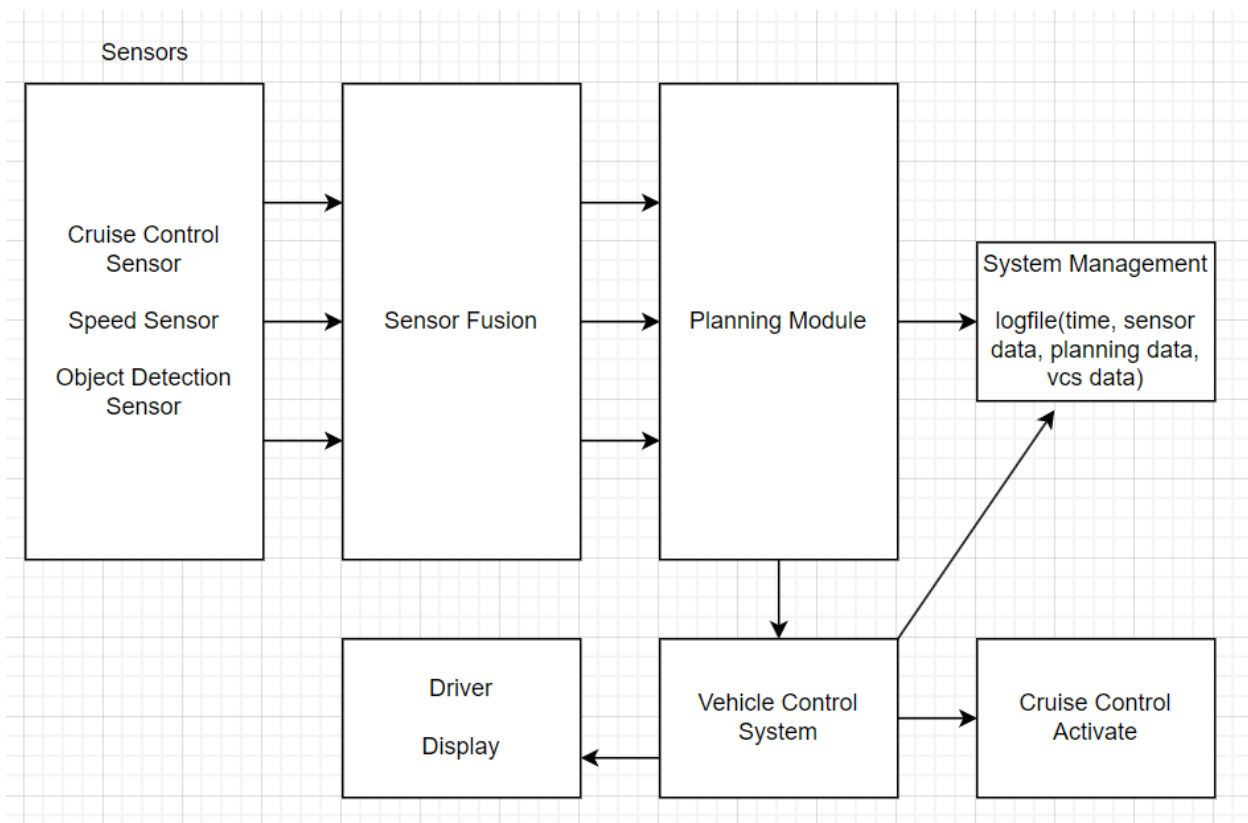 Sensors
Cruise Control
Sensor
Speed Sensor
Object Detection
Sensor
Sensor Fusion
Planning Module
System Management
logfile(time, sensor
data, planning data,
vcs data)
Driver
Display
Vehicle Control
System
Cruise Control
Activate